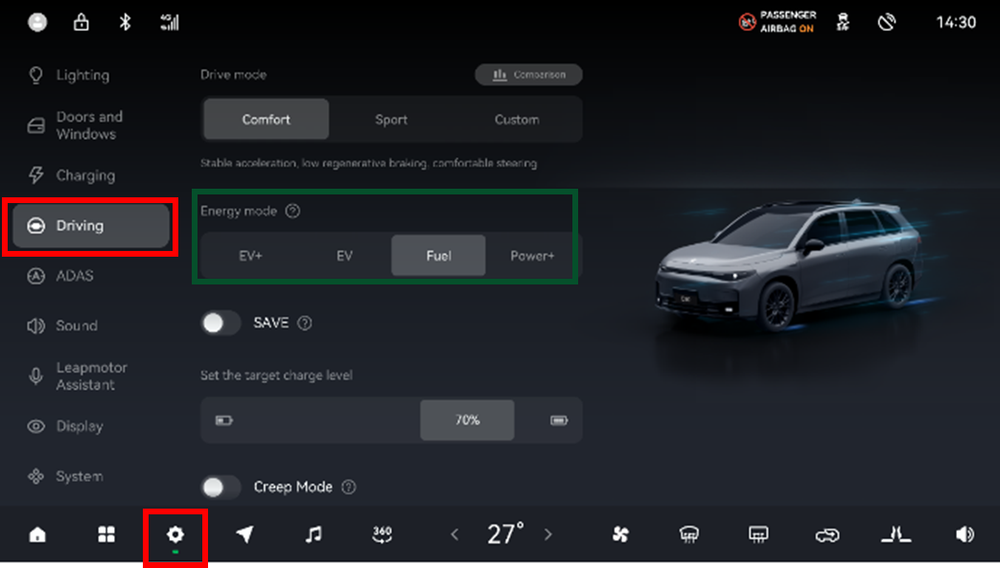 4G
PASSENGER
AIRBAG ON
14:30
Lighting
Doors and
Windows
Charging
Driving
ADAS
Sound
Leapmotor
Assistant
Display
System
Drive mode
Comparison
Comfort
Sport
Custom
Stable acceleration, low regenerative braking, comfortable steering
Energy mode ?
EV+
EV
Fuel
Power+
SAVE ?
Set the target charge level
70%
Creep Mode ?
360
< 27° >